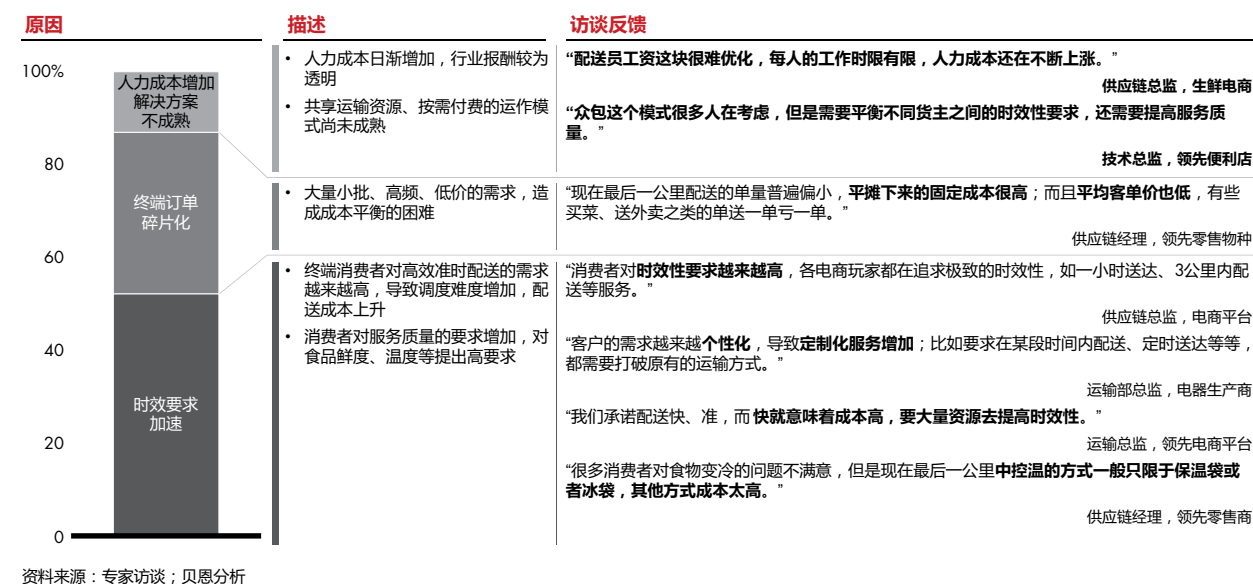 原因
描述
访谈反馈
100%
80
60
40
20
0
人力成本增加
解决方案
不成熟
终端订单
碎片化
时效要求
加速
• 人力成本日渐增加，行业报酬较为
透明
• 共享运输资源、按需付费的运作模
式尚未成熟
“配送员工资这块很难优化，每人的工作时限有限，人力成本还在不断上涨。”
供应链总监，生鲜电商
“众包这个模式很多人在考虑，但是需要平衡不同货主之间的时效性要求，还需要提高服务质
量。”
技术总监，领先便利店
• 大量小批、高频、低价的需求，造
成成本平衡的困难
“现在最后一公里配送的单量普遍偏小，平摊下来的固定成本很高；而且平均客单价也低，有些
买菜、送外卖之类的单送一单亏一单。”
供应链经理，领先零售物种
• 终端消费者对高效准时配送的需求
越来越高，导致调度难度增加，配
送成本上升
• 消费者对服务质量的要求增加，对
食品鲜度、温度等提出高要求
“消费者对时效性要求越来越高，各电商玩家都在追求极致的时效性，如一小时送达、3公里内配
送等服务。”
供应链总监，电商平台
“客户的需求越来越个性化，导致定制化服务增加；比如要求在某段时间内配送、定时送达等等，
都需要打破原有的运输方式。”
运输部总监，电器生产商
“我们承诺配送快、准，而快就意味着成本高，要大量资源去提高时效性。”
运输总监，领先电商平台
“很多消费者对食物变冷的问题不满意，但是现在最后一公里中控温的方式一般只限于保温袋或
者冰袋，其他方式成本太高。”
供应链经理，领先零售商
资料来源：专家访谈；贝恩分析